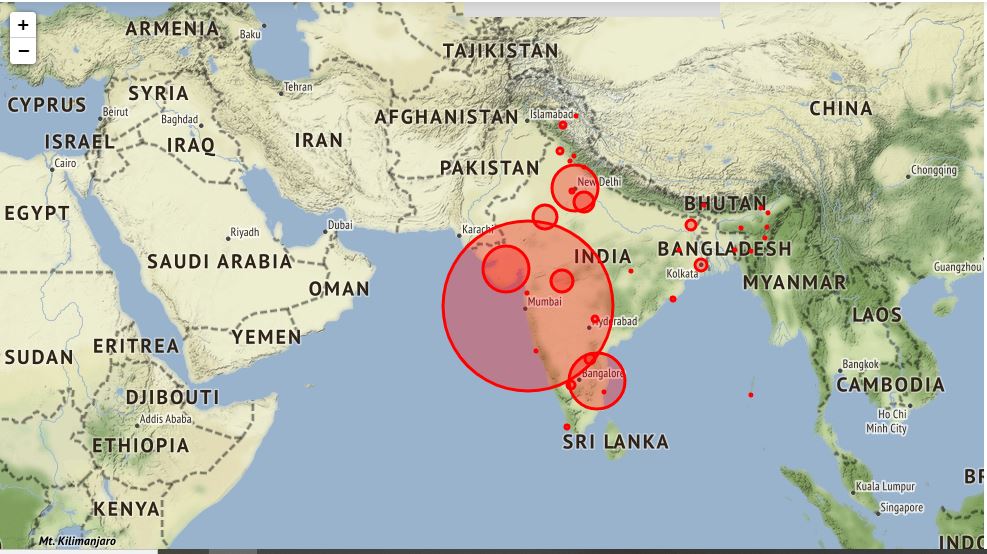 +
−
ARMENIA
Baku
TAJIKISTAN
Tehran
SYRIA
CYPRUS
Beirut
AFGHANISTAN
Islamabad
CHINA
Baghdad
ISRAEL
IRAQ
IRAN
Cairo
PAKISTAN
Chongqing
New Delhi
EGYPT
BHUTAN
Riyadh
Dubai
Karachi
SAUDI ARABIA
INDIA
BANGLADESH
Kolkata
Guangzhou
OMAN
MYANMAR
Mumbai
LAOS
Hyderabad
YEMEN
ERITREA
SUDAN
Bangkok
Bangalore
CAMBODIA
DJIBOUTI
Addis Ababa
Ho Chi
Minh City
ETHIOPIA
SRI LANKA
BR
Kuala Lumpur
KENYA
Singapore
Mt. Kilimanjaro
INDO